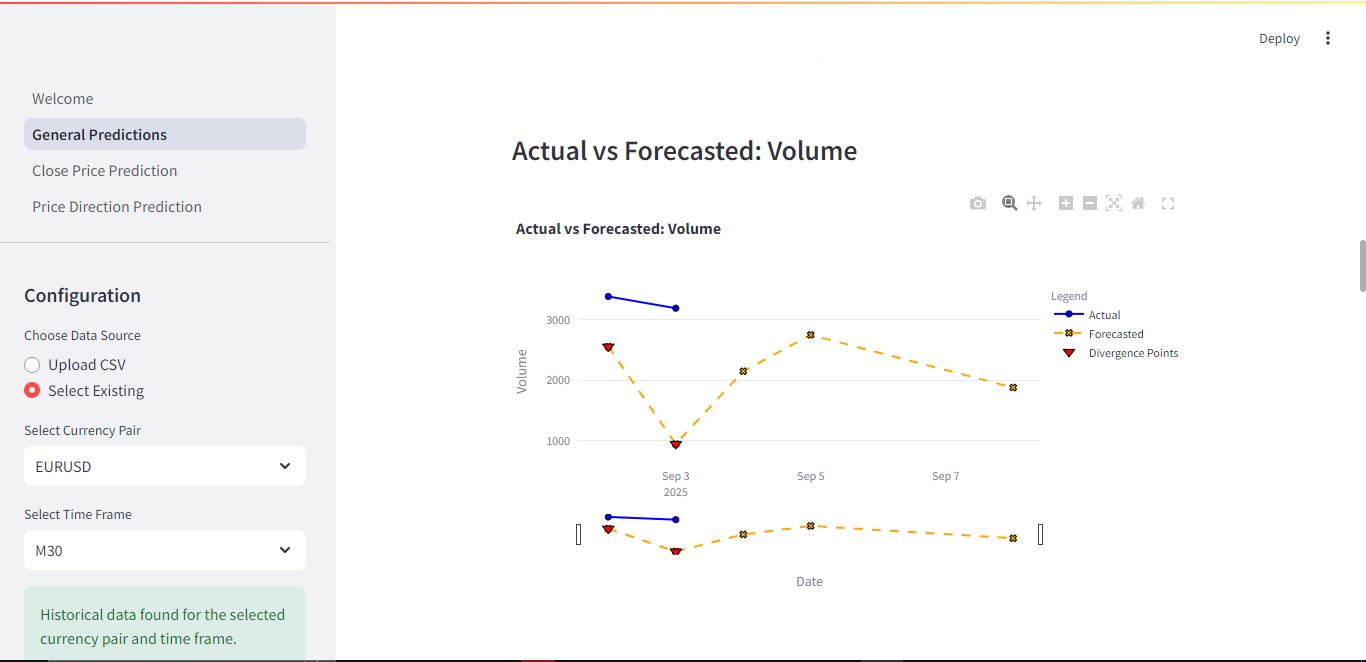 Deploy
Welcome
General Predictions
Close Price Prediction
Price Direction Prediction
Configuration
Choose Data Source
Upload CSV
Select Existing
Select Currency Pair
EURUSD
Select Time Frame
M30
Historical data found for the selected
currency pair and time frame.
Actual vs Forecasted: Volume
Actual vs Forecasted: Volume
Legend
Actual
Forecasted
Divergence Points
Volume
3000
2000
1000
Sep 3
2025
Sep 5
Sep 7
Date